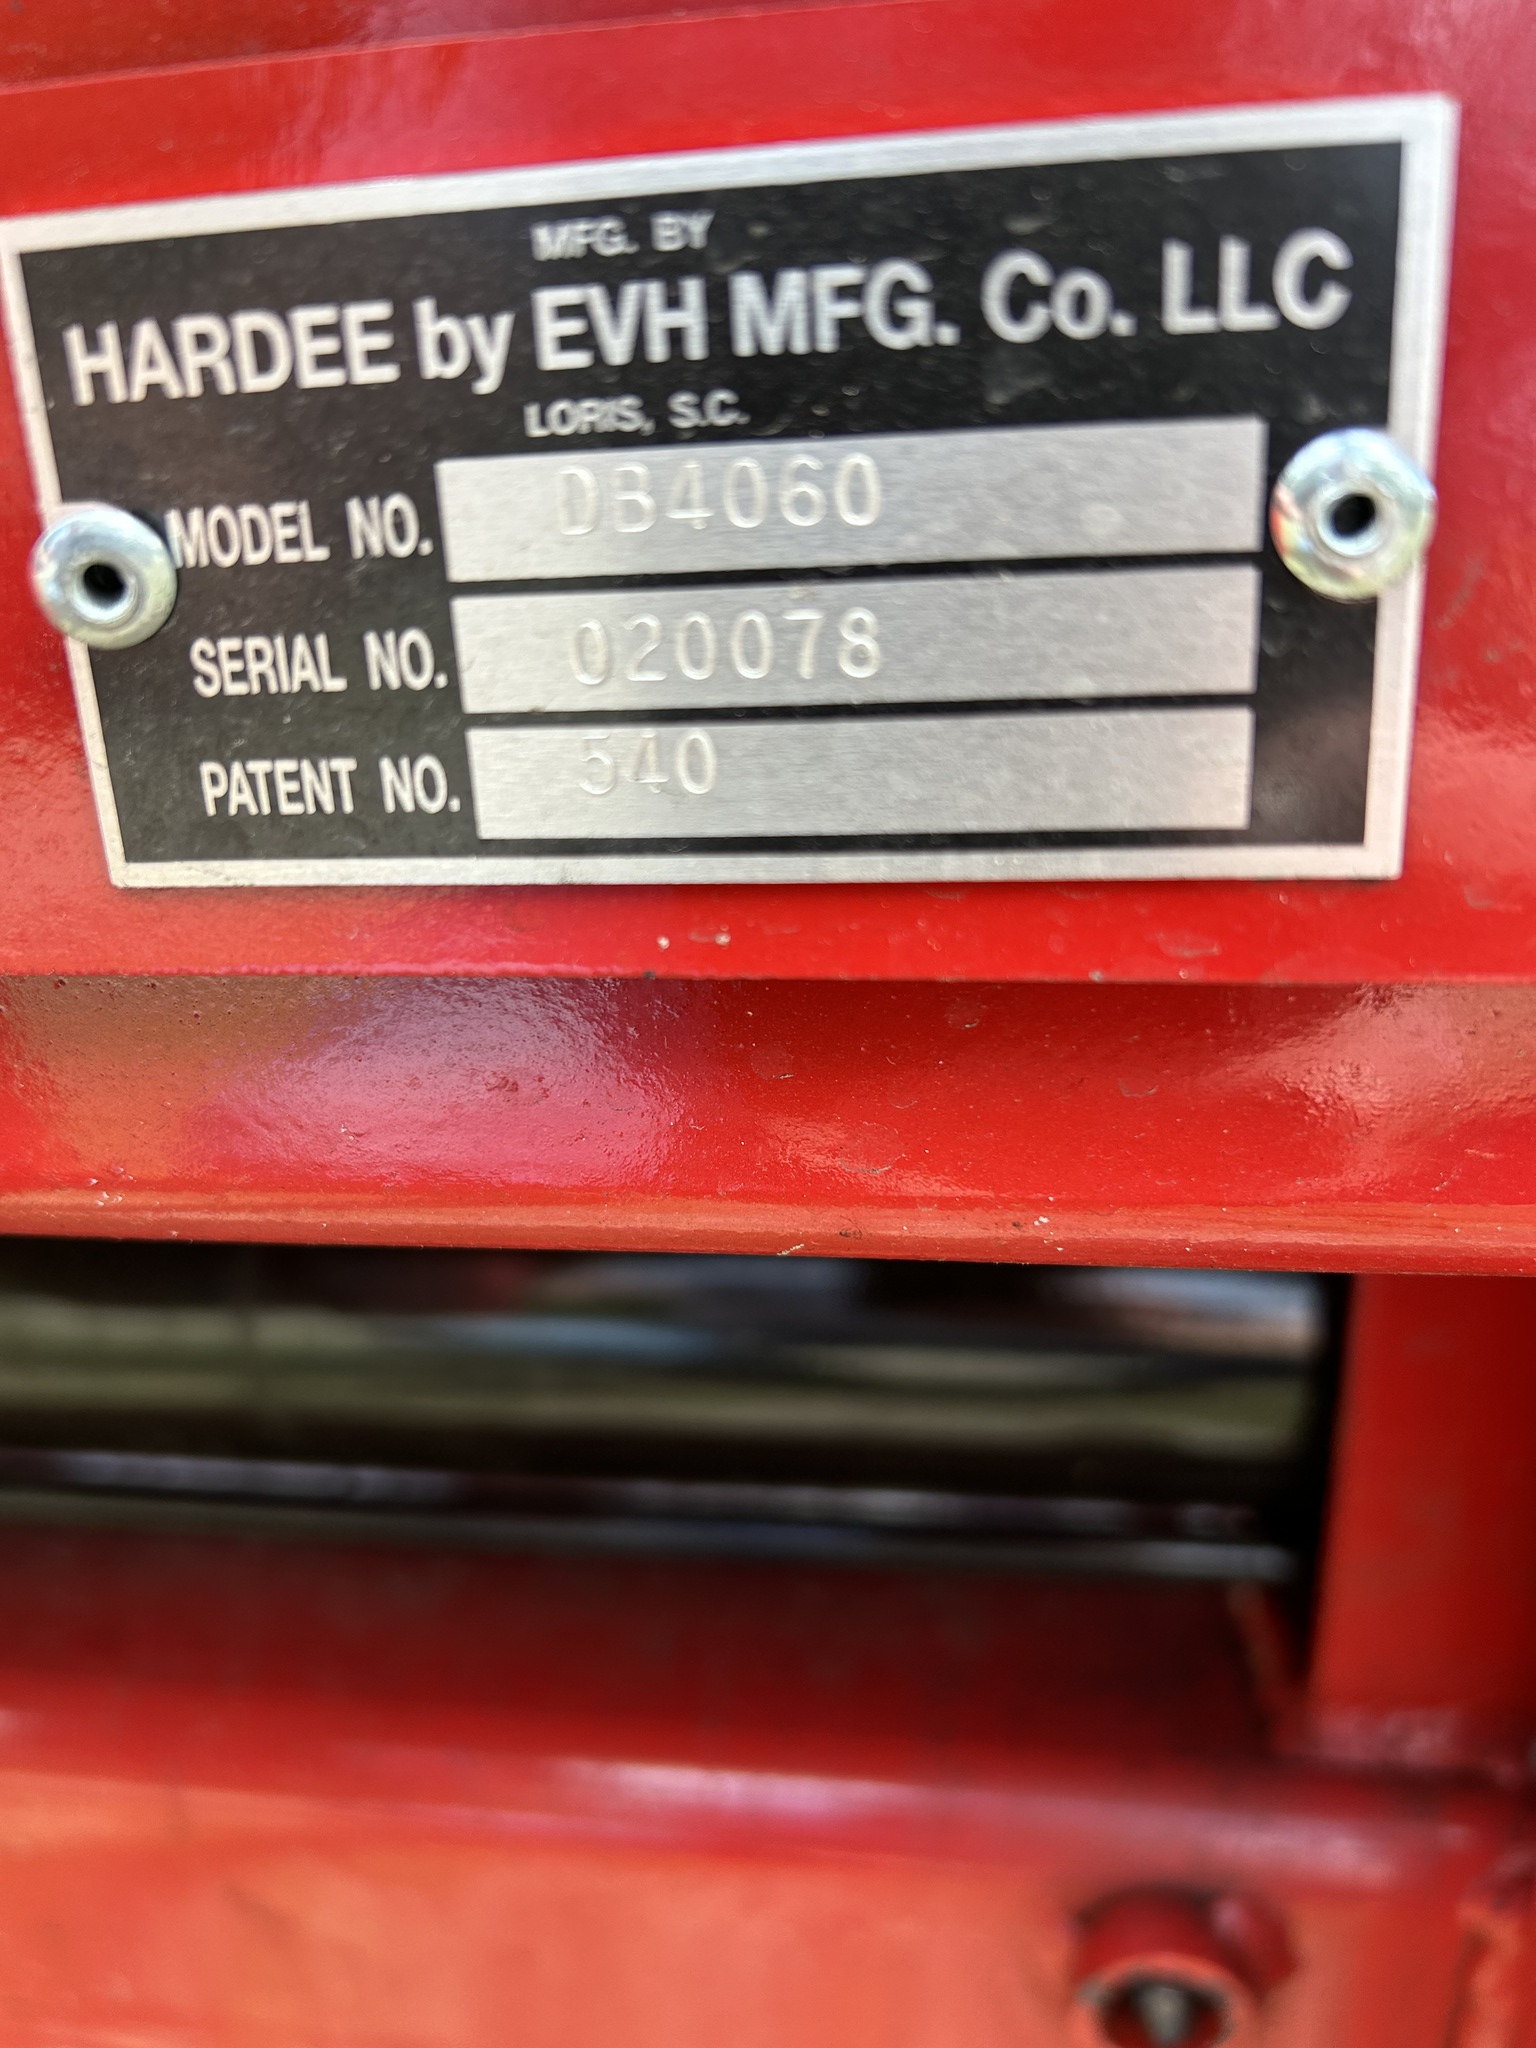 MFG. BY
HARDEE by EVH MFG. Co. LLC
LORIS, S.C.
MODEL NO. DB4060
SERIAL NO. 020078
PATENT NO. 540